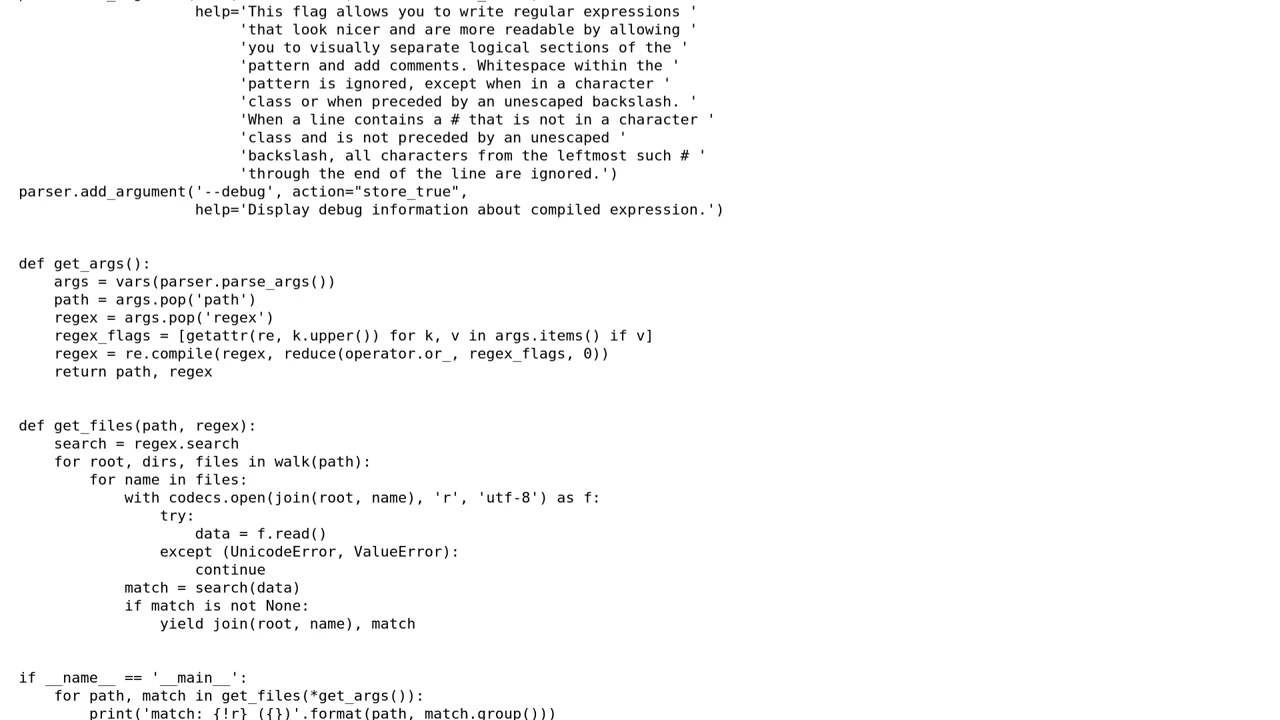 help='This flag allows you to write regular expressions '
'that look nicer and are more readable by allowing '
'you to visually separate logical sections of the '
'pattern and add comments. Whitespace within the '
'pattern is ignored, except when in a character '
'class or when preceded by an unescaped backslash. '
'When a line contains a # that is not in a character '
'class and is not preceded by an unescaped '
'backslash, all characters from the leftmost such # '
'through the end of the line are ignored.')
parser.add_argument('--debug', action="store_true",
help='Display debug information about compiled expression.')
def get_args():
args = vars(parser.parse_args())
path = args.pop('path')
regex = args.pop('regex')
regex_flags = [getattr(re, k.upper()) for k, v in args.items() if v]
regex = re.compile(regex, reduce(operator.or_, regex_flags, 0))
return path, regex
def get_files(path, regex):
search = regex.search
for root, dirs, files in walk(path):
for name in files:
with codecs.open(join(root, name), 'r', 'utf-8') as f:
try:
data = f.read()
except (UnicodeError, ValueError):
continue
match = search(data)
if match is not None:
yield join(root, name), match
if __name__ == '__main__':
for path, match in get_files(*get_args()):
print('match: {!r} ({})'.format(path, match.group()))